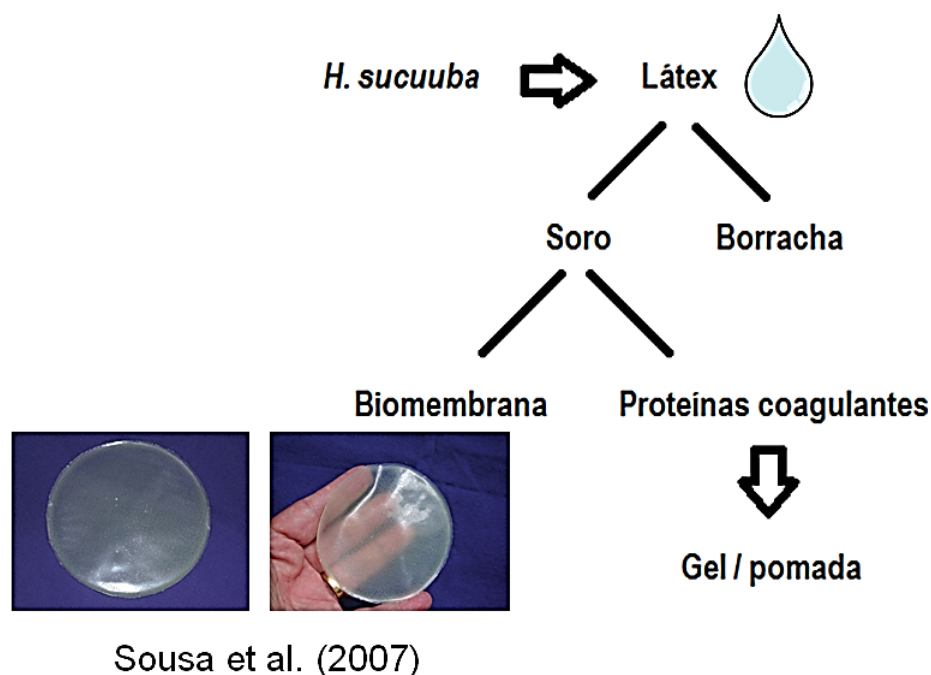 H. sucuuba
Látex
Soro
Borracha
Biomembrana
Proteínas coagulantes
Gel / pomada
Sousa et al. (2007)